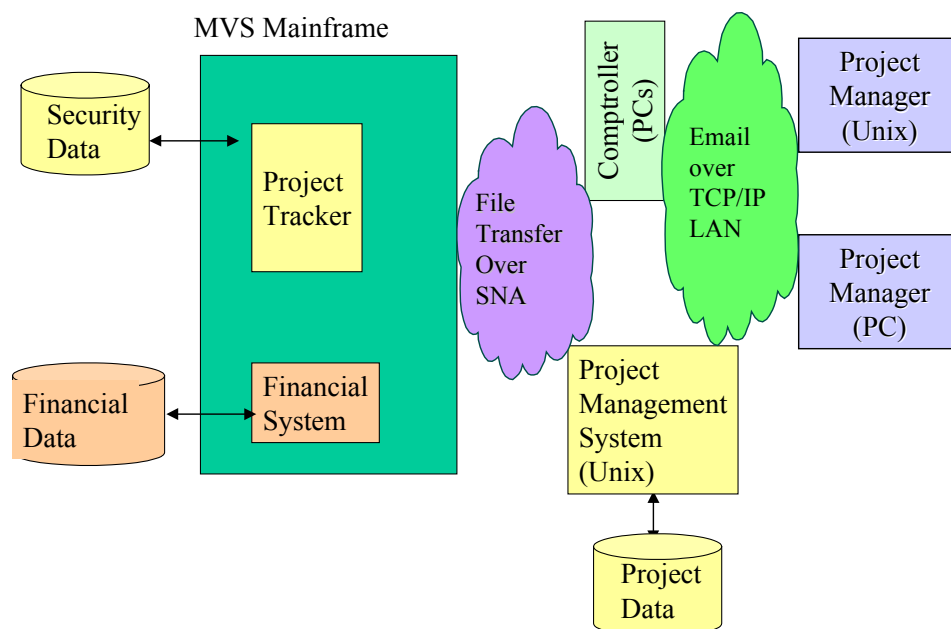 MVS Mainframe
Security
Data
Project
Tracker
Financial
Data
Financial
System
File
Transfer
Over
SNA
Comptroller
(PCs)
Email
over
TCP/IP
LAN
Project
Manager
(Unix)
Project
Manager
(PC)
Project
Management
System
(Unix)
Project
Data